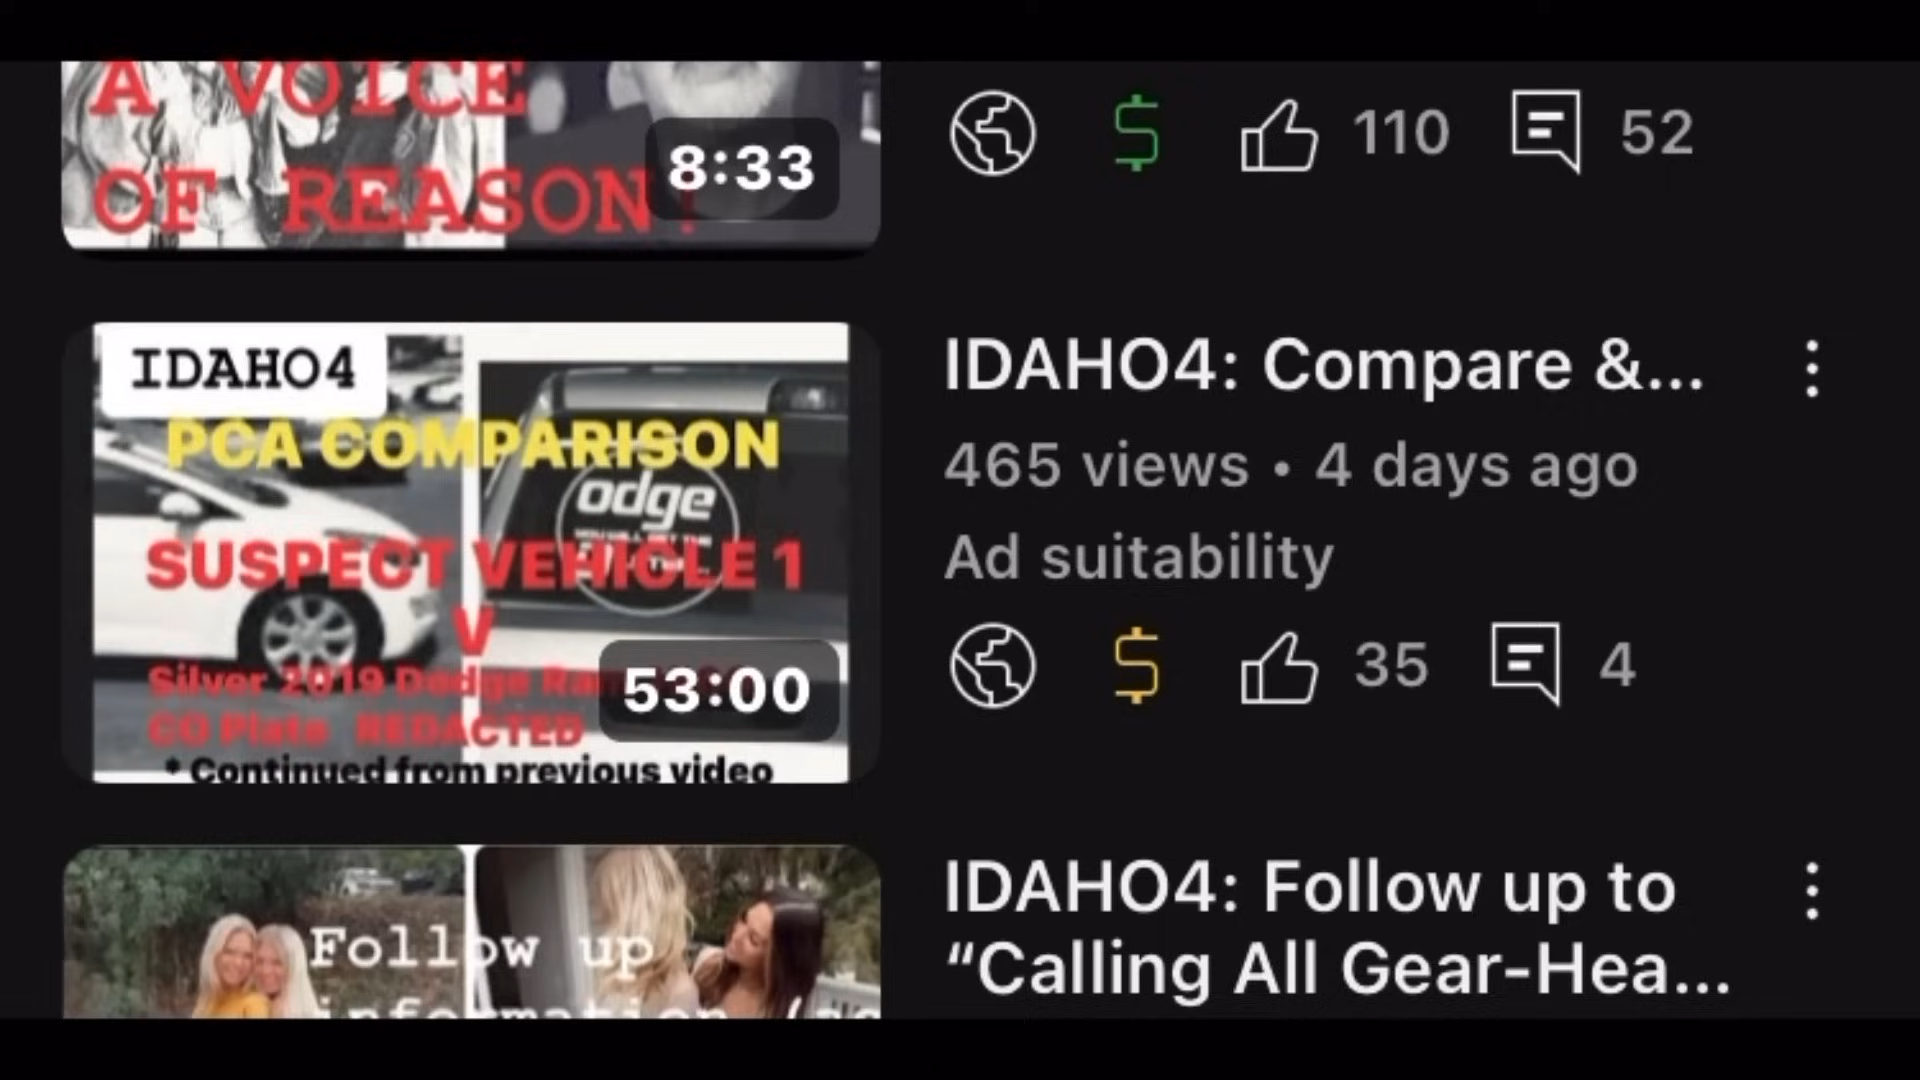 A VOICE
OF REASON!
8:33
110
52
IDAHO4
PCA COMPARISON
odge
SUSPECT VEHICLE 1
V
Silver 2019 Dodge Ram
CO Plate REDACTED
53:00
* Continued from previous video
IDAHO4: Compare &...
465 views • 4 days ago
Ad suitability
35
4
Follow up
information
IDAHO4: Follow up to
“Calling All Gear-Hea...